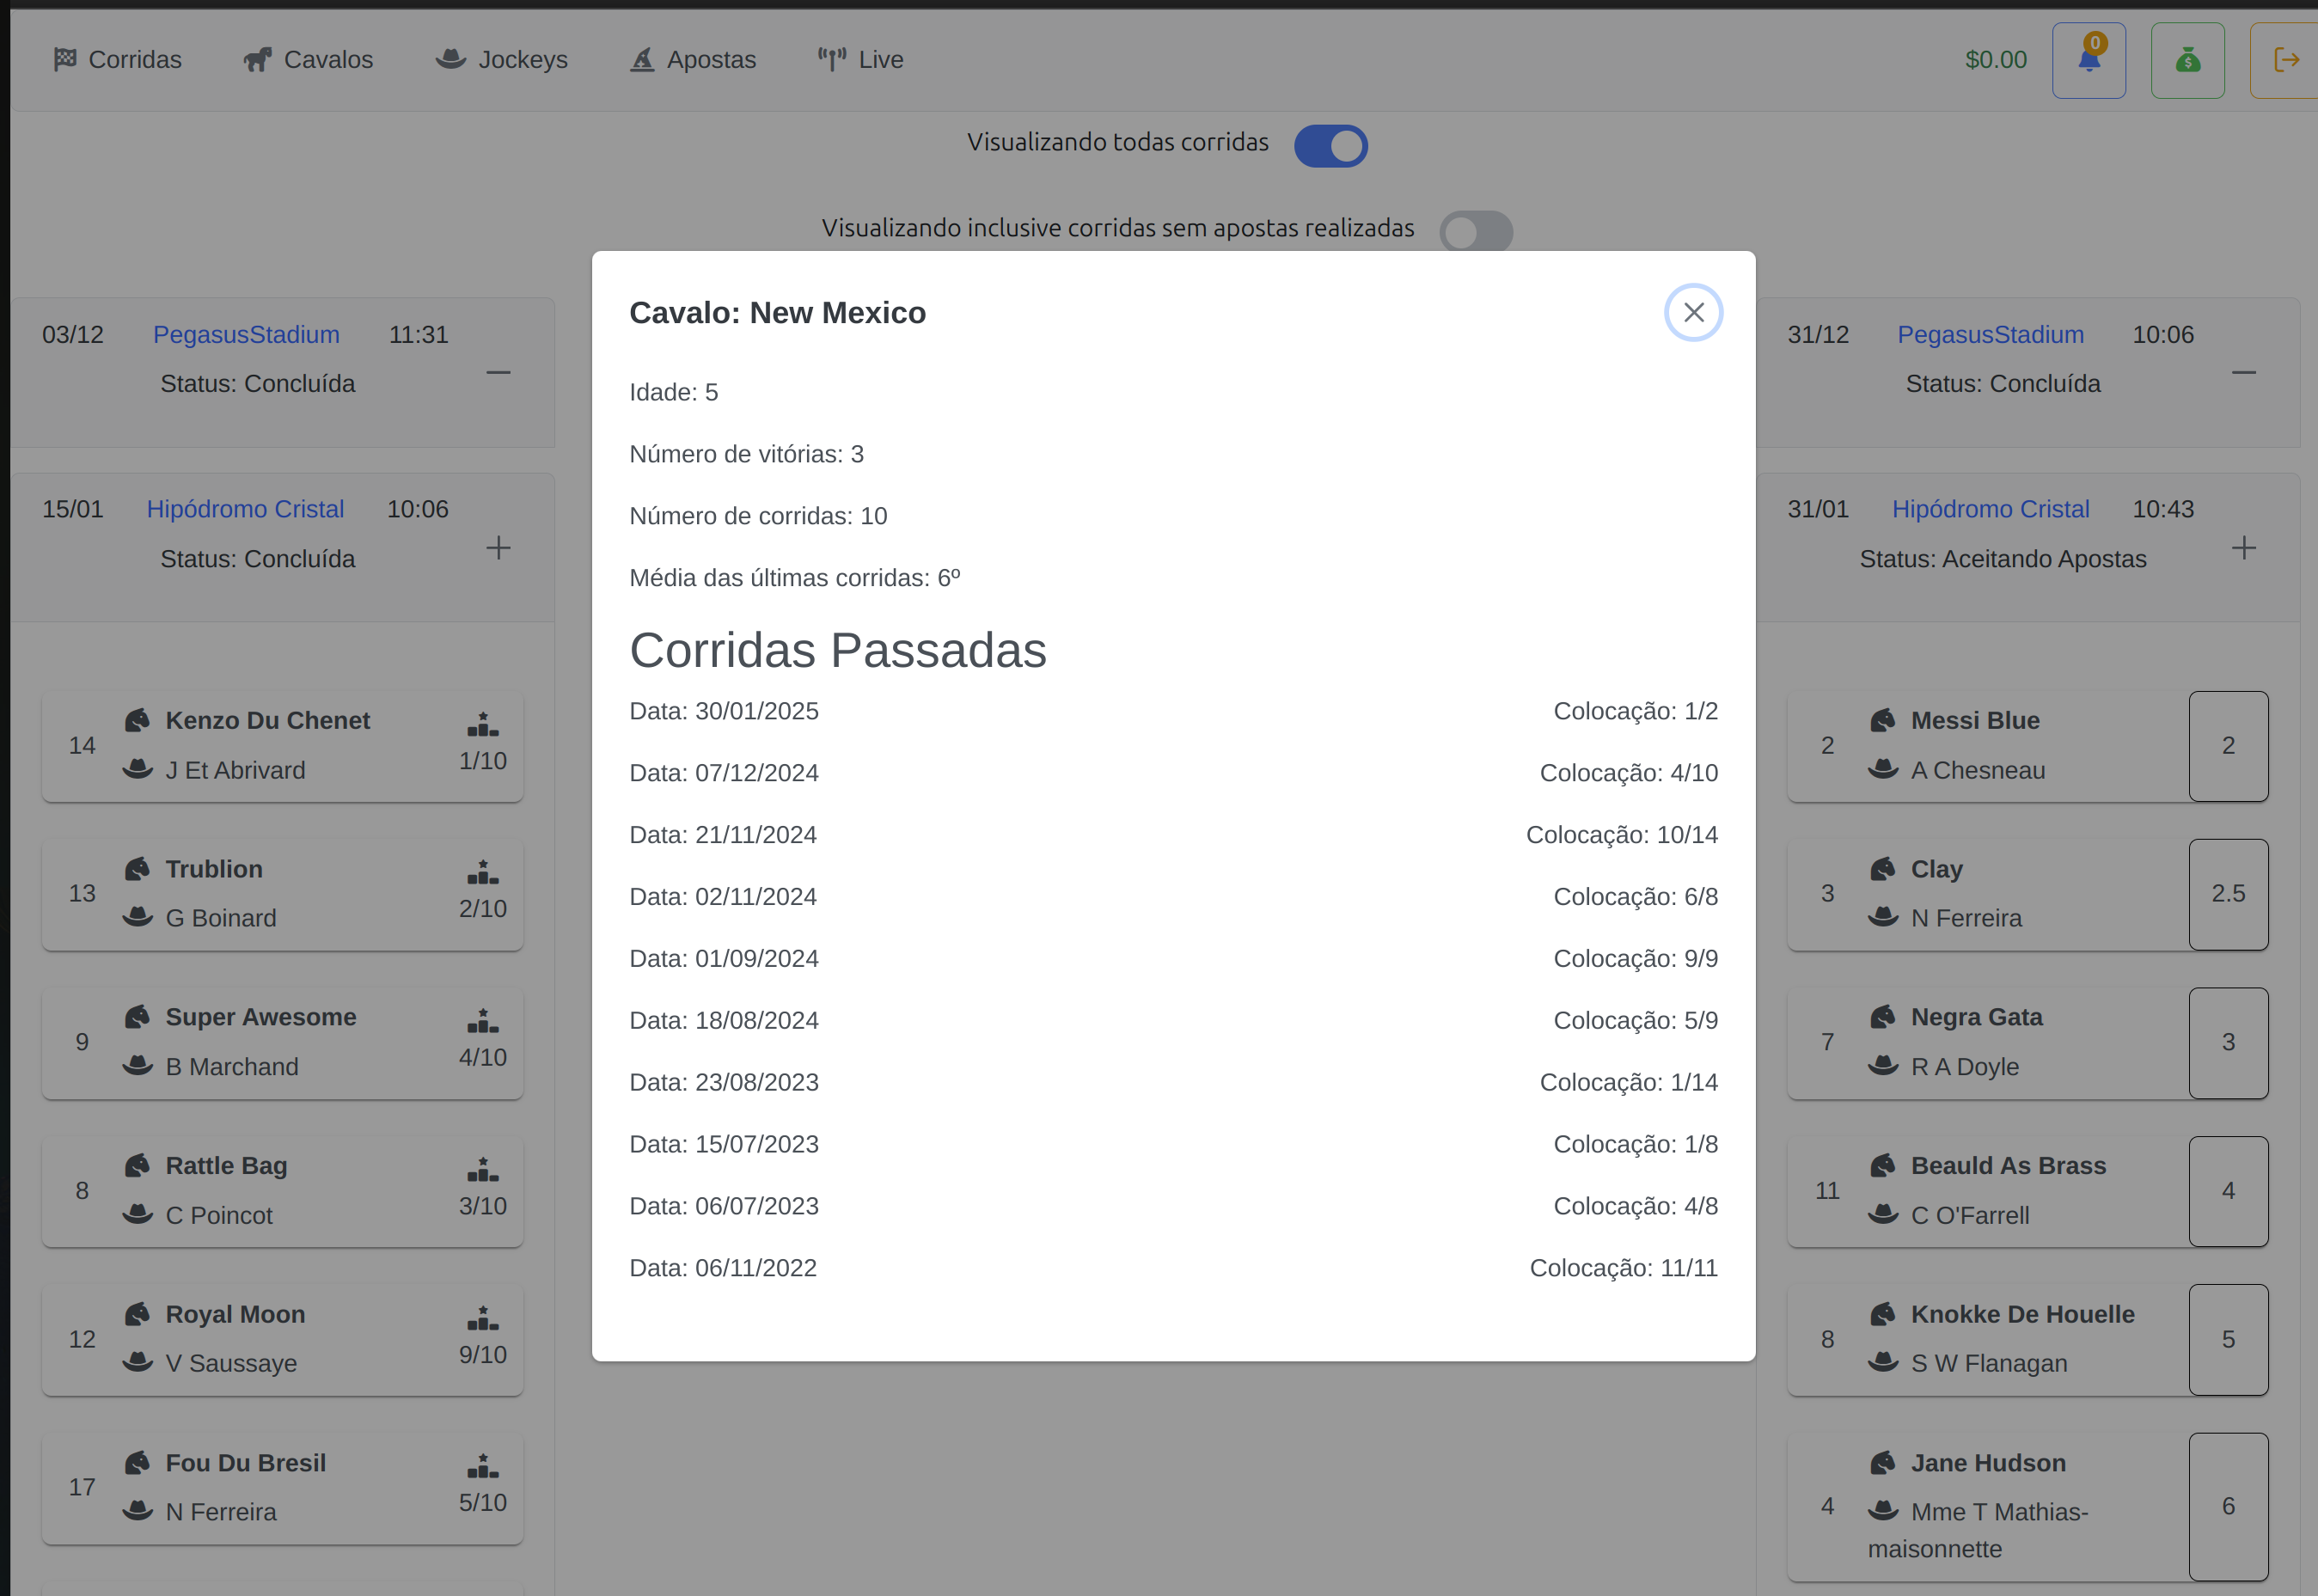 Corridas Cavalos Jockeys Apostas Live $0.00 0
Visualizando todas corridas
Visualizando inclusive corridas sem apostas realizadas
03/12 PegasusStadium 11:31
Status: Concluída
15/01 Hipódromo Cristal 10:06
Status: Concluída
14 Kenzo Du Chenet
J Et Abrivard 1/10
13 Trublion
G Boinard 2/10
9 Super Awesome
B Marchand 4/10
8 Rattle Bag
C Poincot 3/10
12 Royal Moon
V Saussaye 9/10
17 Fou Du Bresil
N Ferreira 5/10
Cavalo: New Mexico
Idade: 5
Número de vitórias: 3
Número de corridas: 10
Média das últimas corridas: 6º
Corridas Passadas
Data: 30/01/2025 Colocação: 1/2
Data: 07/12/2024 Colocação: 4/10
Data: 21/11/2024 Colocação: 10/14
Data: 02/11/2024 Colocação: 6/8
Data: 01/09/2024 Colocação: 9/9
Data: 18/08/2024 Colocação: 5/9
Data: 23/08/2023 Colocação: 1/14
Data: 15/07/2023 Colocação: 1/8
Data: 06/07/2023 Colocação: 4/8
Data: 06/11/2022 Colocação: 11/11
31/12 PegasusStadium 10:06
Status: Concluída
31/01 Hipódromo Cristal 10:43
Status: Aceitando Apostas
2 Messi Blue 2
A Chesneau
3 Clay 2.5
N Ferreira
7 Negra Gata 3
R A Doyle
11 Beauld As Brass 4
C O'Farrell
8 Knokke De Houelle 5
S W Flanagan
4 Jane Hudson 6
Mme T Mathias-
maisonnette